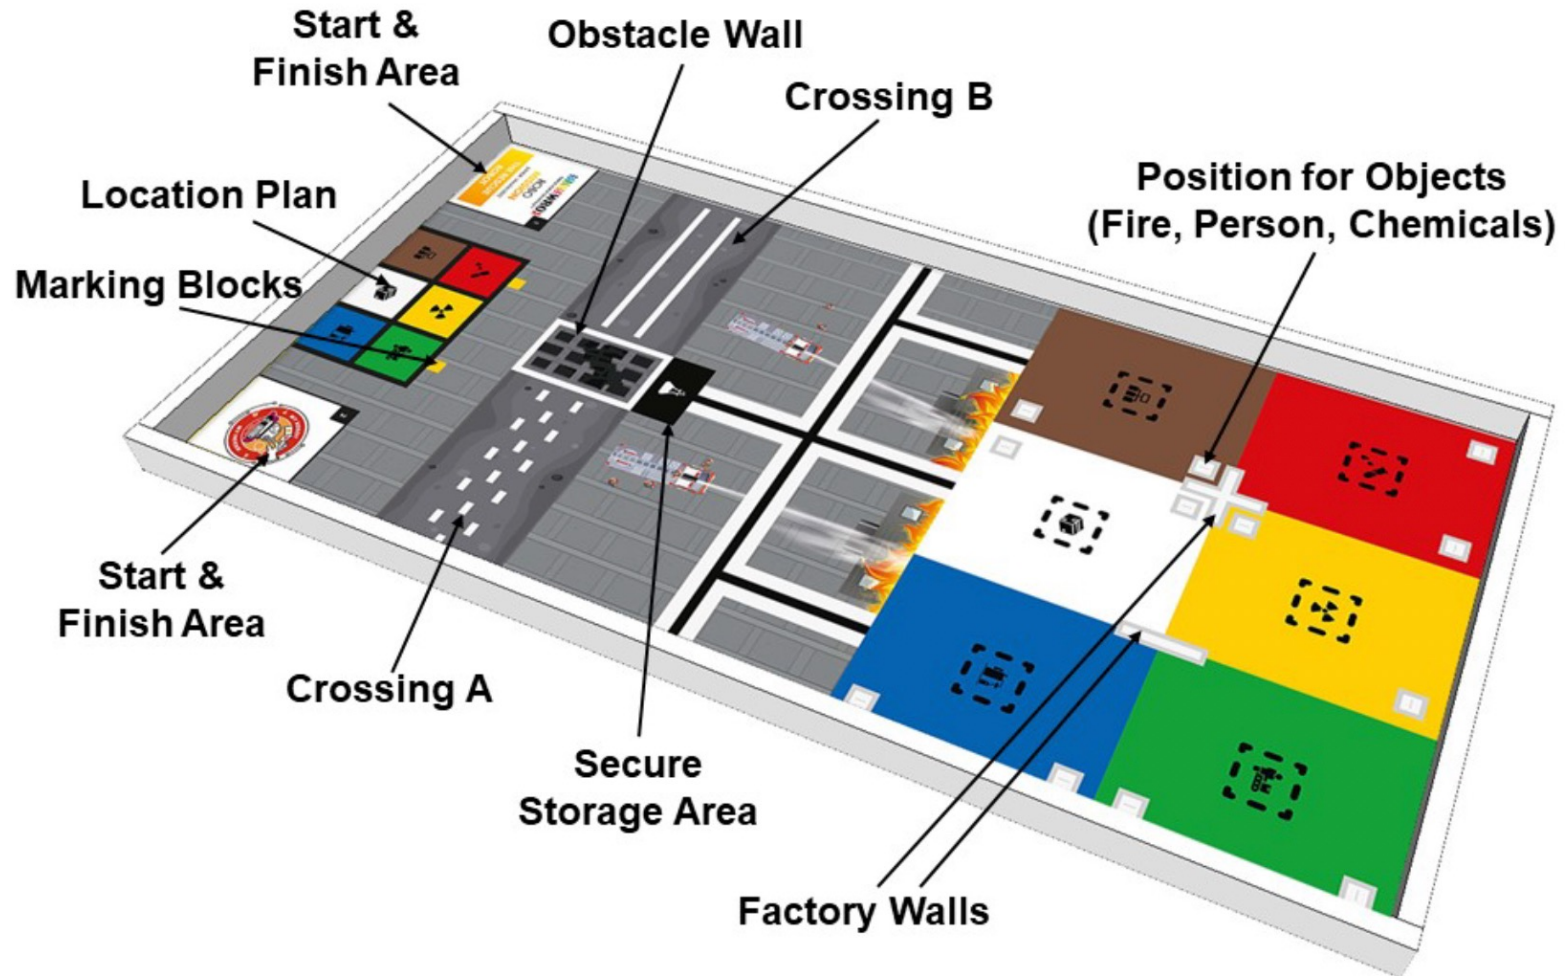 Start &
Finish Area
Obstacle Wall
Crossing B
Position for Objects
(Fire, Person, Chemicals)
Location Plan
Marking Blocks
Start &
Finish Area
Crossing A
Secure
Storage Area
Factory Walls